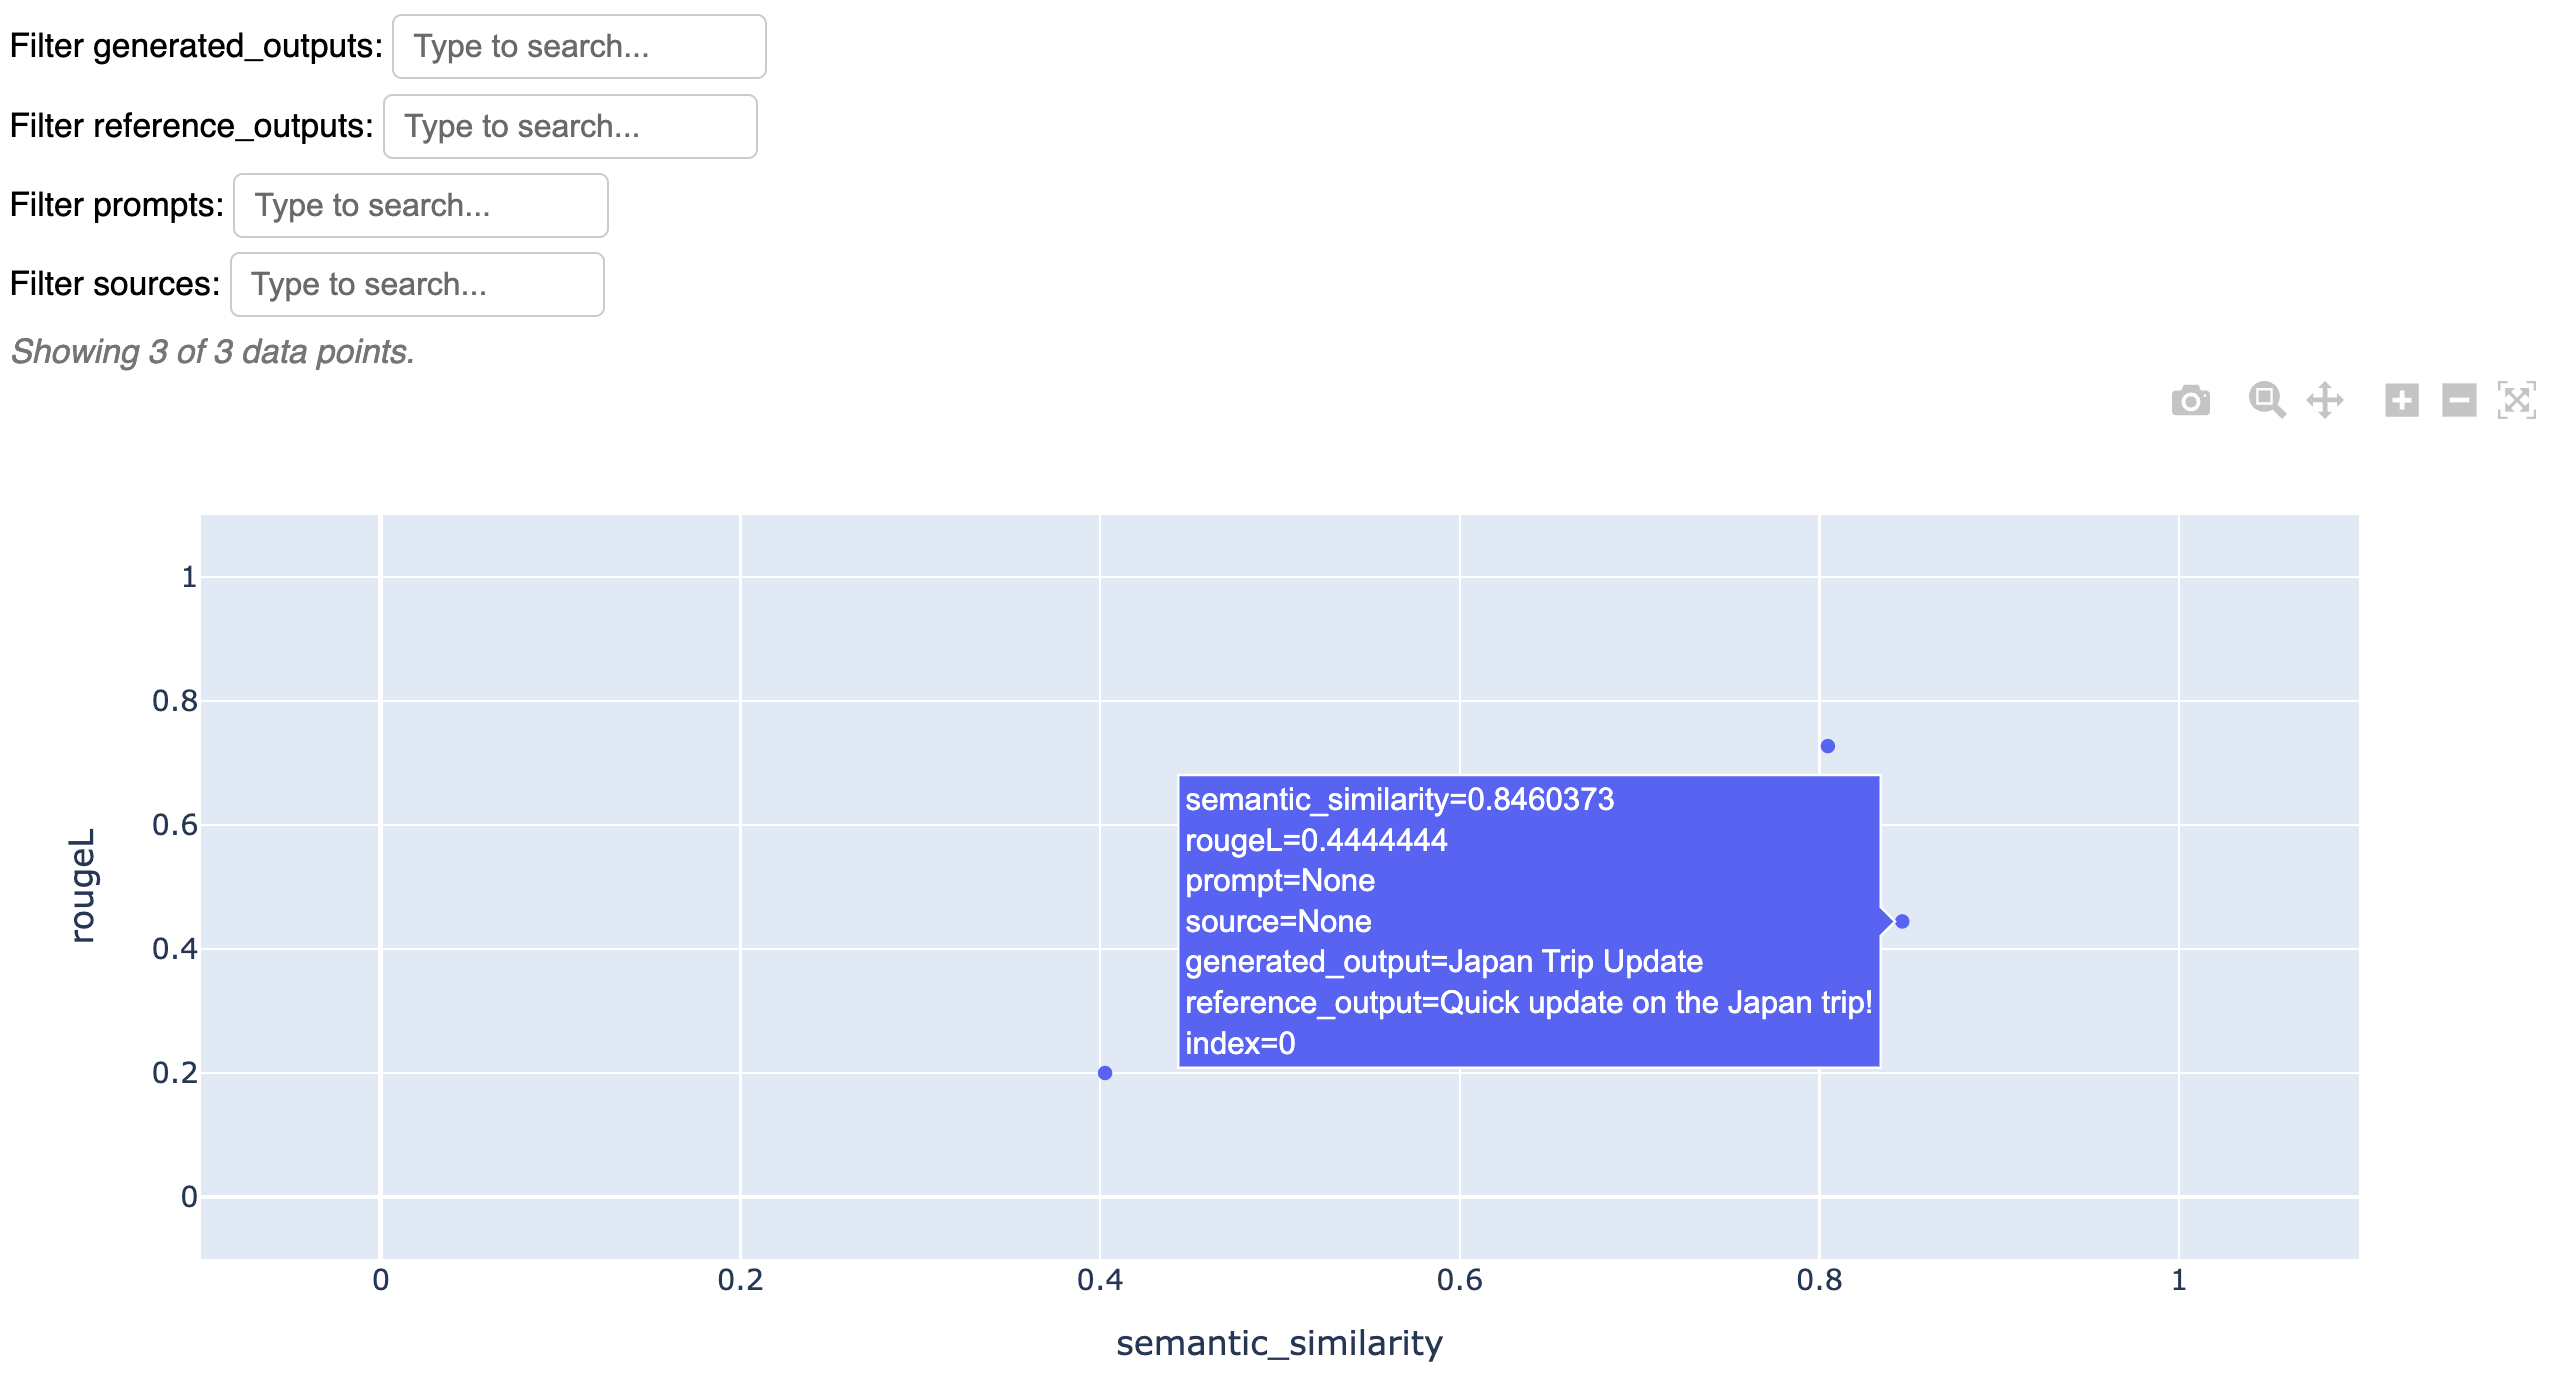 Filter generated_outputs: Type to search...
Filter reference_outputs: Type to search...
Filter prompts: Type to search...
Filter sources: Type to search...
Showing 3 of 3 data points.
1
0.8
0.6
0.4
0.2
0
rougeL
semantic_similarity=0.8460373
rougeL=0.4444444
prompt=None
source=None
generated_output=Japan Trip Update
reference_output=Quick update on the Japan trip!
index=0
0 0.2 0.4 0.6 0.8 1
semantic_similarity